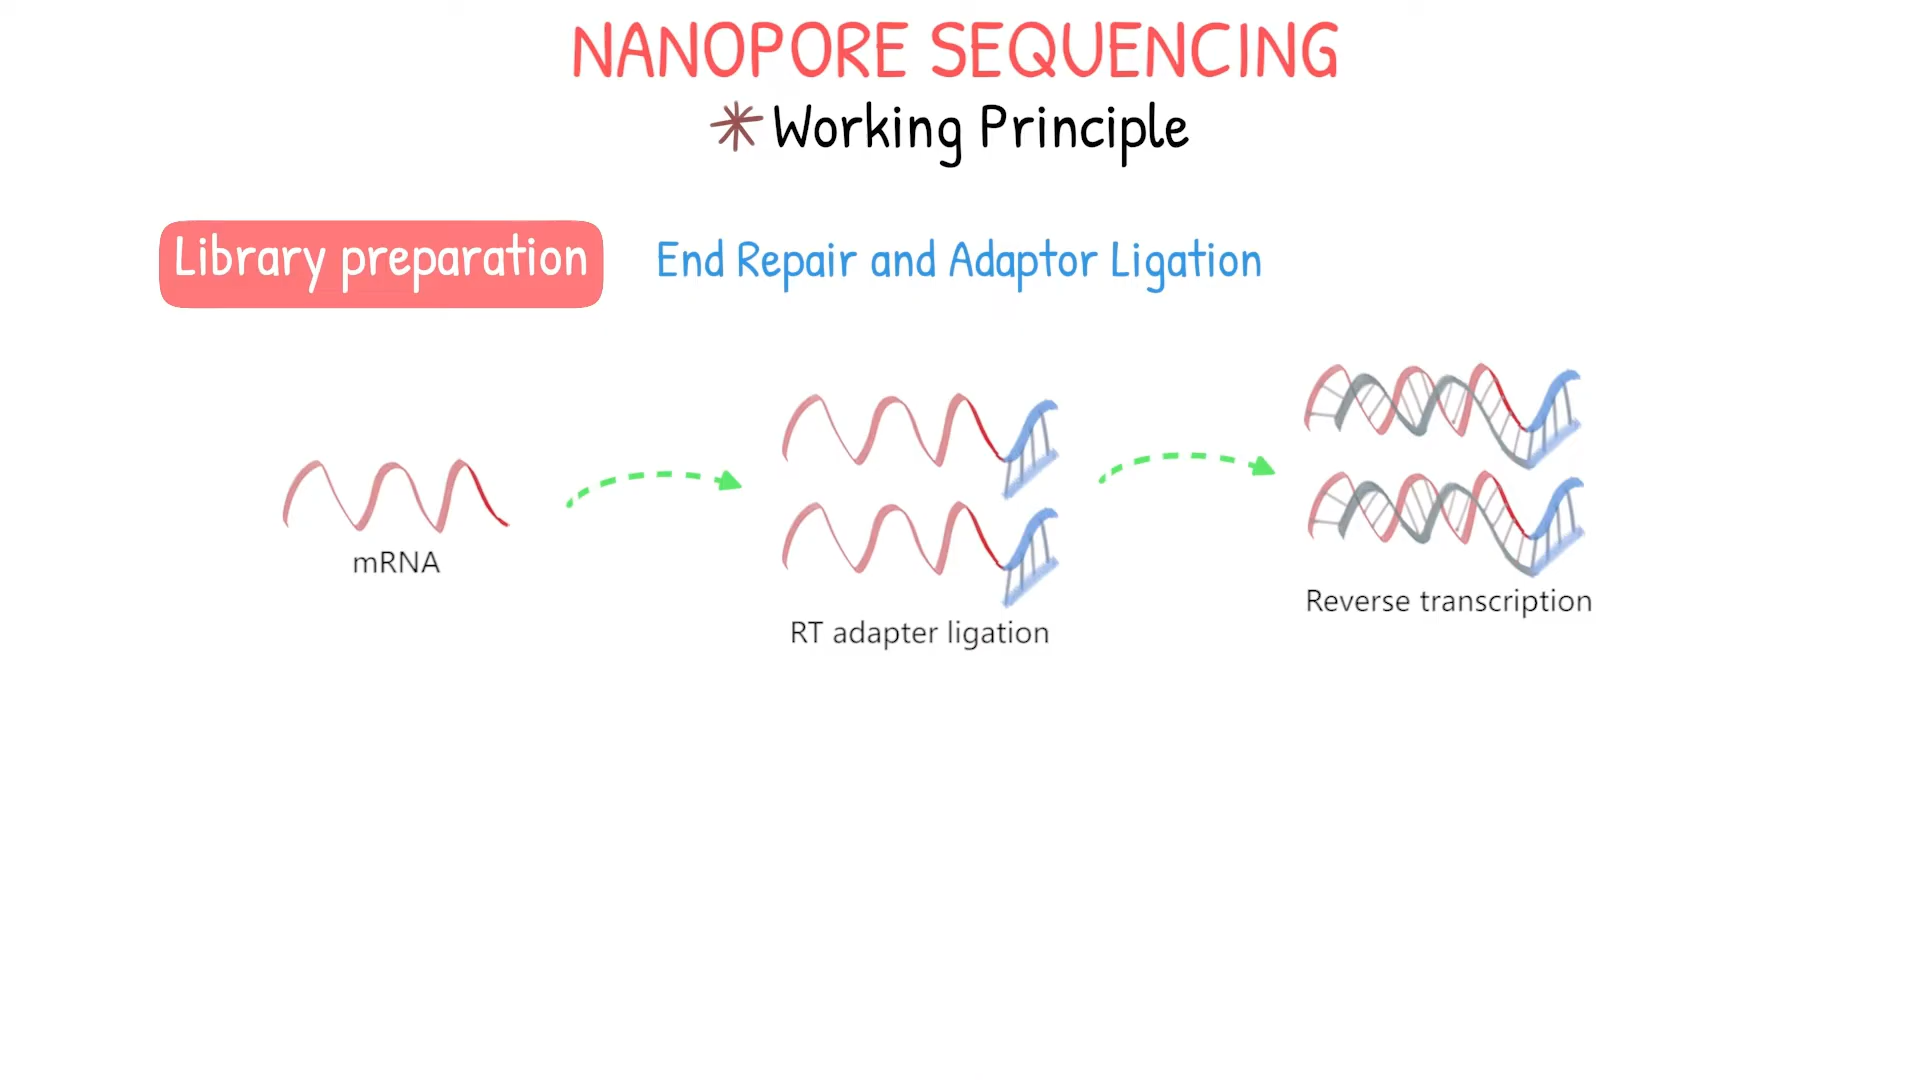 NANOPORE SEQUENCING
Working Principle
Library preparation
End Repair and Adaptor Ligation
mRNA
RT adapter ligation
Reverse transcription